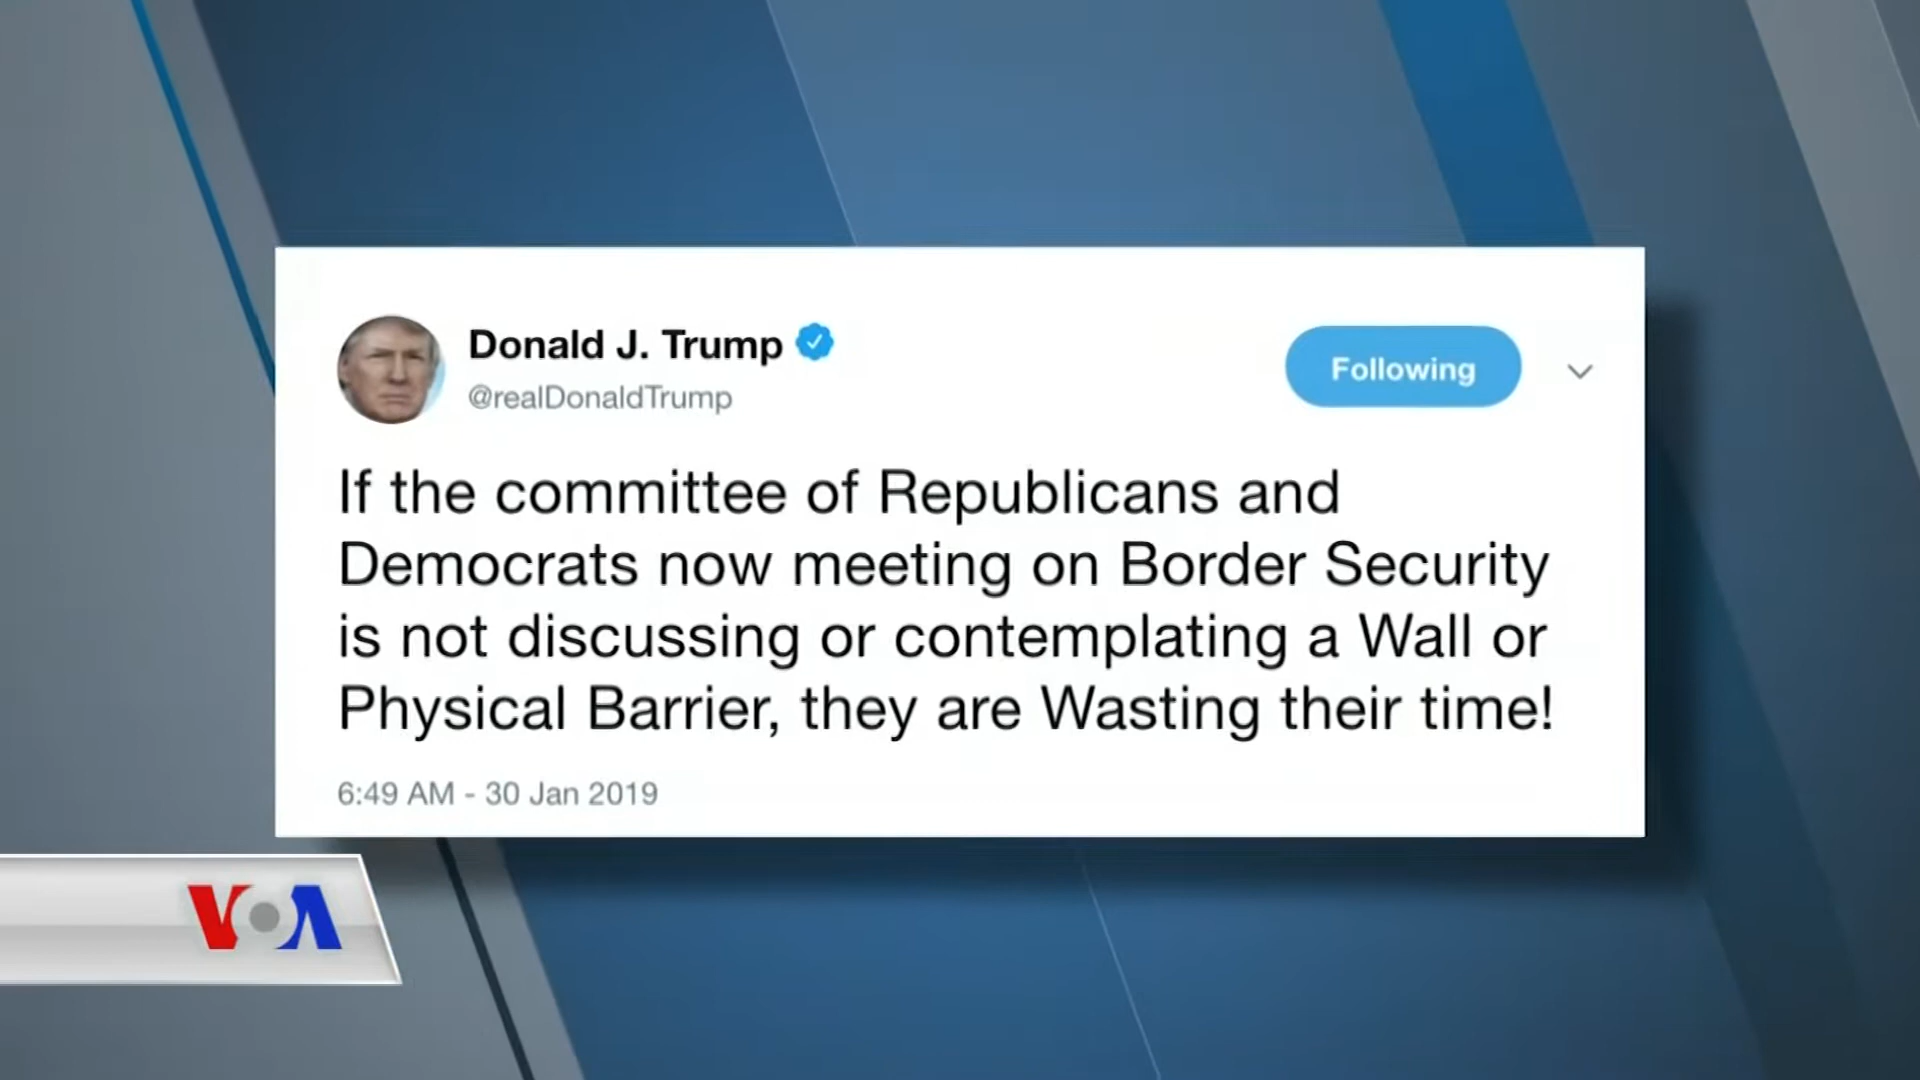 Donald J. Trump
@realDonaldTrump
Following
If the committee of Republicans and
Democrats now meeting on Border Security
is not discussing or contemplating a Wall or
Physical Barrier, they are Wasting their time!
6:49 AM - 30 Jan 2019
VOA